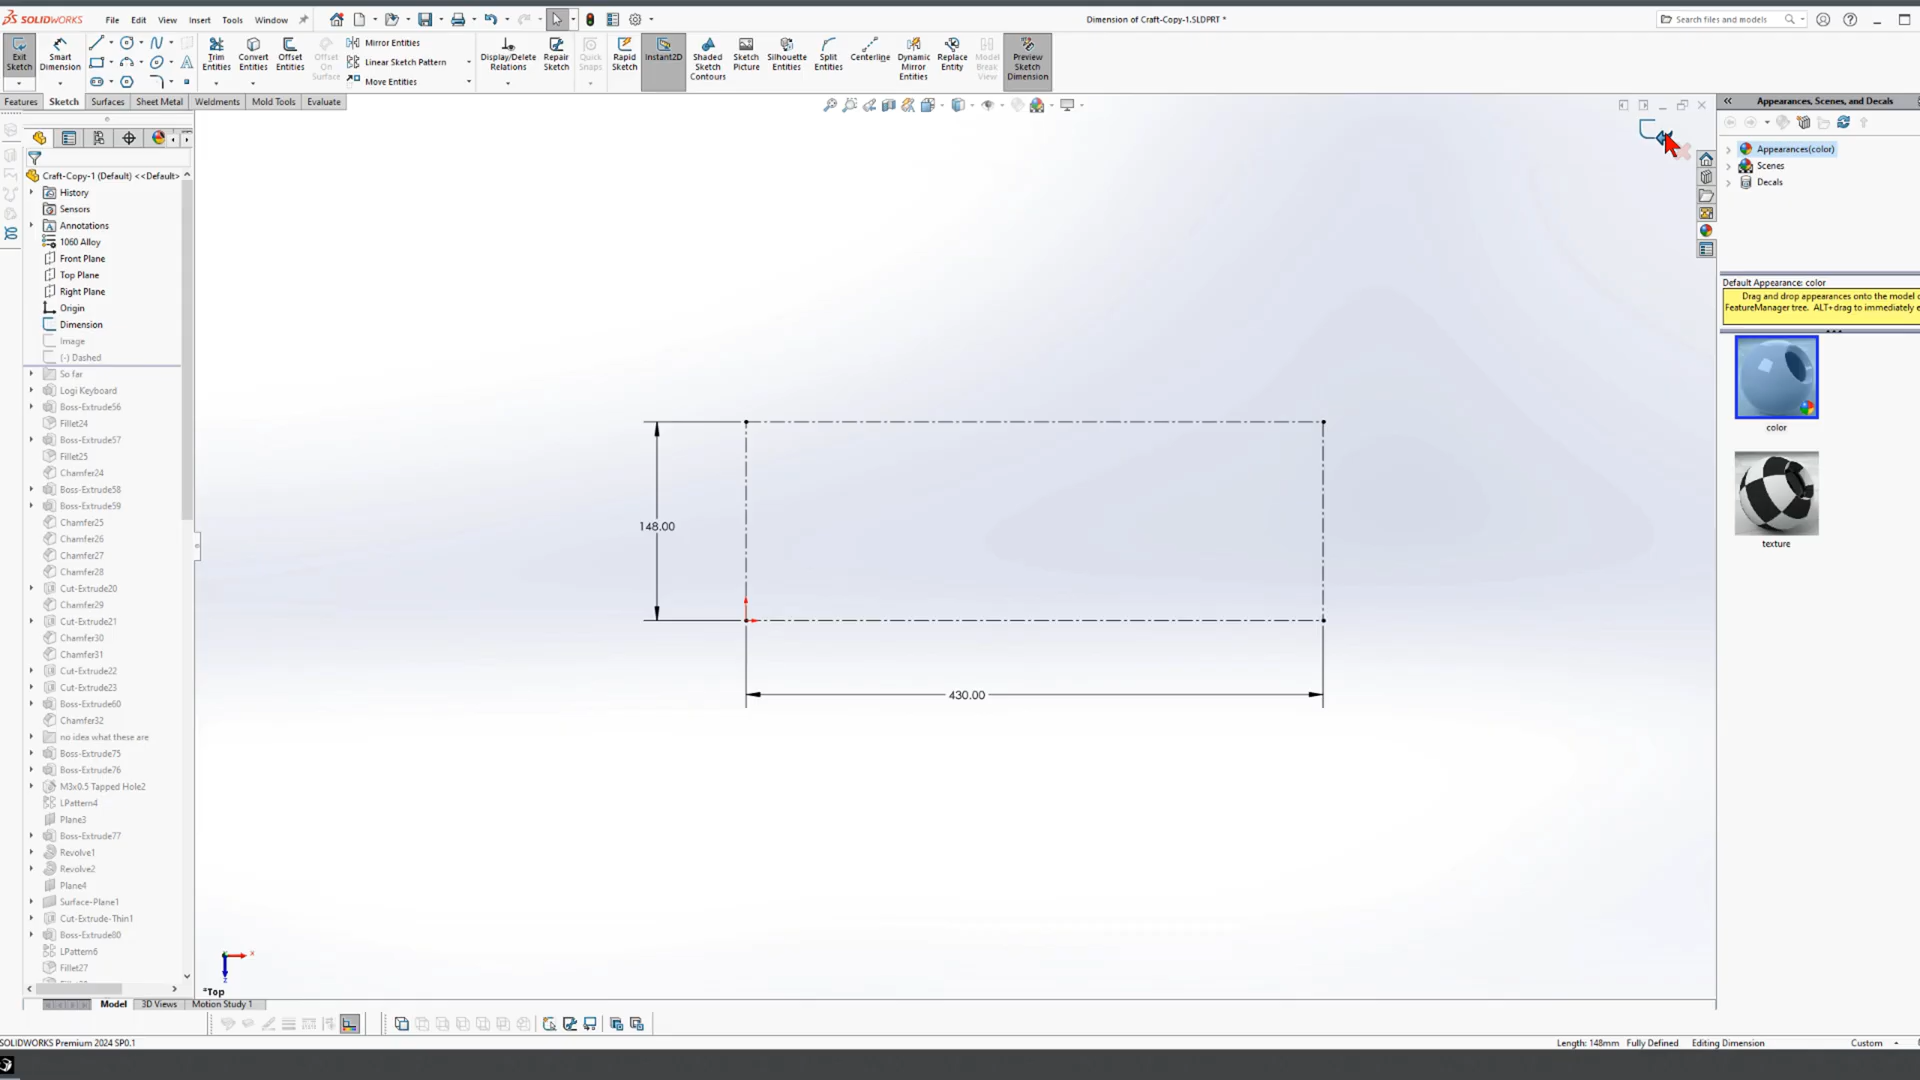 SOLIDWORKS
File
Edit
View
Insert
Tools
Window
Dimension of Craft-Copy-1.SLDPRT *
Search files and models
Exit Sketch
Smart Dimension
Trim Entities
Convert Entities
Offset Entities
Offset On Surface
Mirror Entities
Linear Sketch Pattern
Move Entities
Display/Delete Relations
Repair Sketch
Quick Snaps
Rapid Sketch
Instant2D
Shaded Sketch Contours
Sketch Picture
Silhouette Entities
Split Entities
Centerline
Dynamic Mirror Entities
Replace Entity
Model Break View
Preview Sketch Dimension
Features
Sketch
Surfaces
Sheet Metal
Weldments
Mold Tools
Evaluate
Craft-Copy-1 (Default) <<Default>
History
Sensors
Annotations
1060 Alloy
Front Plane
Top Plane
Right Plane
Origin
Dimension
Image
(-) Dashed
So far
Logi Keyboard
Boss-Extrude56
Fillet24
Boss-Extrude57
Fillet25
Chamfer24
Boss-Extrude58
Boss-Extrude59
Chamfer25
Chamfer26
Chamfer27
Chamfer28
Cut-Extrude20
Chamfer29
Cut-Extrude21
Chamfer30
Chamfer31
Cut-Extrude22
Cut-Extrude23
Boss-Extrude60
Chamfer32
no idea what these are
Boss-Extrude75
Boss-Extrude76
M3x0.5 Tapped Hole2
LPattern4
Plane3
Boss-Extrude77
Revolve1
Revolve2
Plane4
Surface-Plane1
Cut-Extrude-Thin1
Boss-Extrude80
LPattern6
Fillet27
148.00
430.00
x
z
*Top
Appearances, Scenes, and Decals
Appearances(color)
Scenes
Decals
Default Appearance: color
Drag and drop appearances onto the model o
FeatureManager tree. ALT+drag to immediately e
color
texture
Model
3D Views
Motion Study 1
SOLIDWORKS Premium 2024 SP0.1
Length: 148mm
Fully Defined
Editing Dimension
Custom